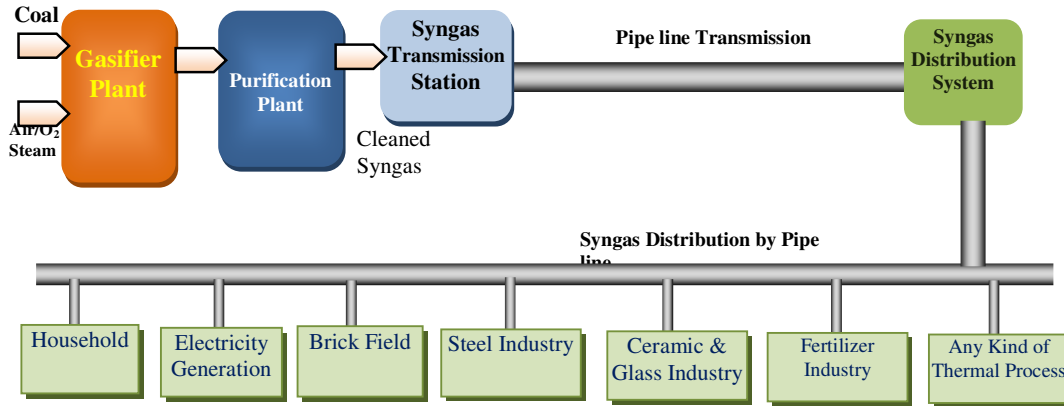 Coal
Air/O₂
Steam
Gasifier
Plant
Purification
Plant
Cleaned
Syngas
Syngas
Transmission
Station
Pipe line Transmission
Syngas
Distribution
System
Syngas Distribution by Pipe
line
Household
Electricity
Generation
Brick Field
Steel Industry
Ceramic &
Glass Industry
Fertilizer
Industry
Any Kind of
Thermal Process